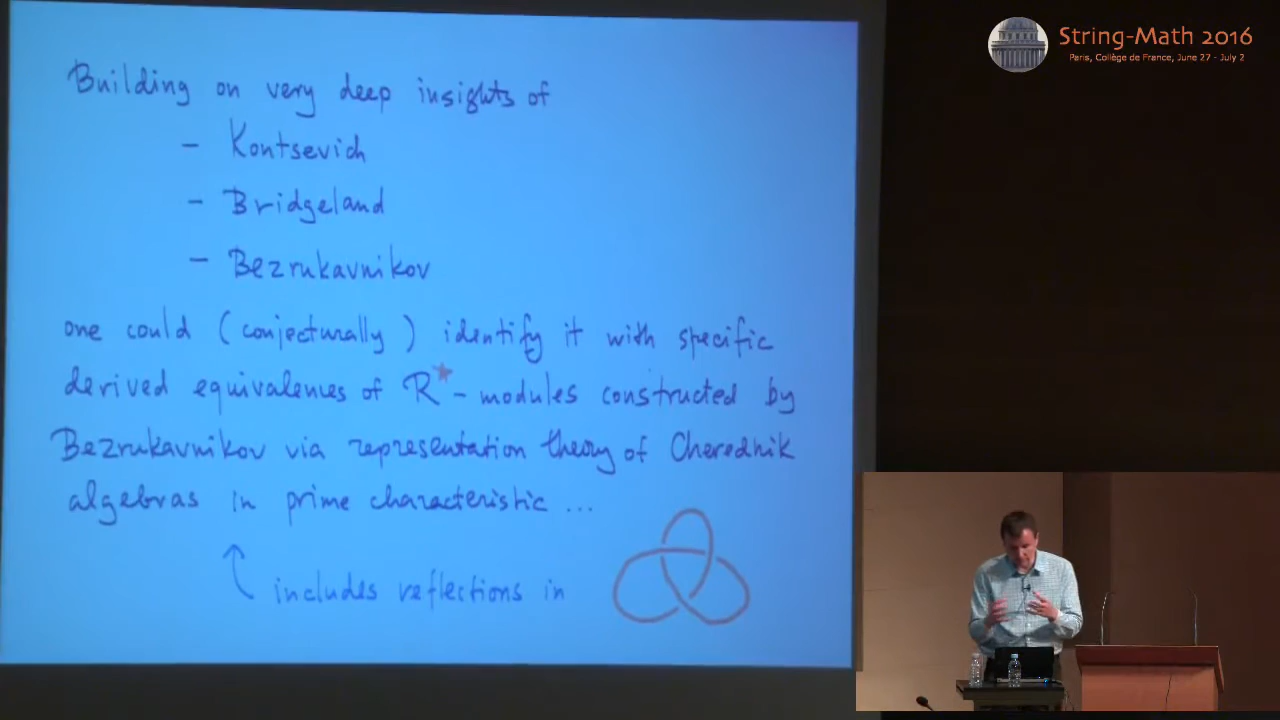 String-Math 2016
Paris, Collège de France, June 27 - July 2
Building on very deep insights of
- Kontsevich
- Bridgeland
- Bezrukavnikov
one could (conjecturally) identify it with specific
derived equivalences of R* - modules constructed by
Bezrukavnikov via representation theory of Cherednik
algebras in prime characteristic ...
includes reflections in